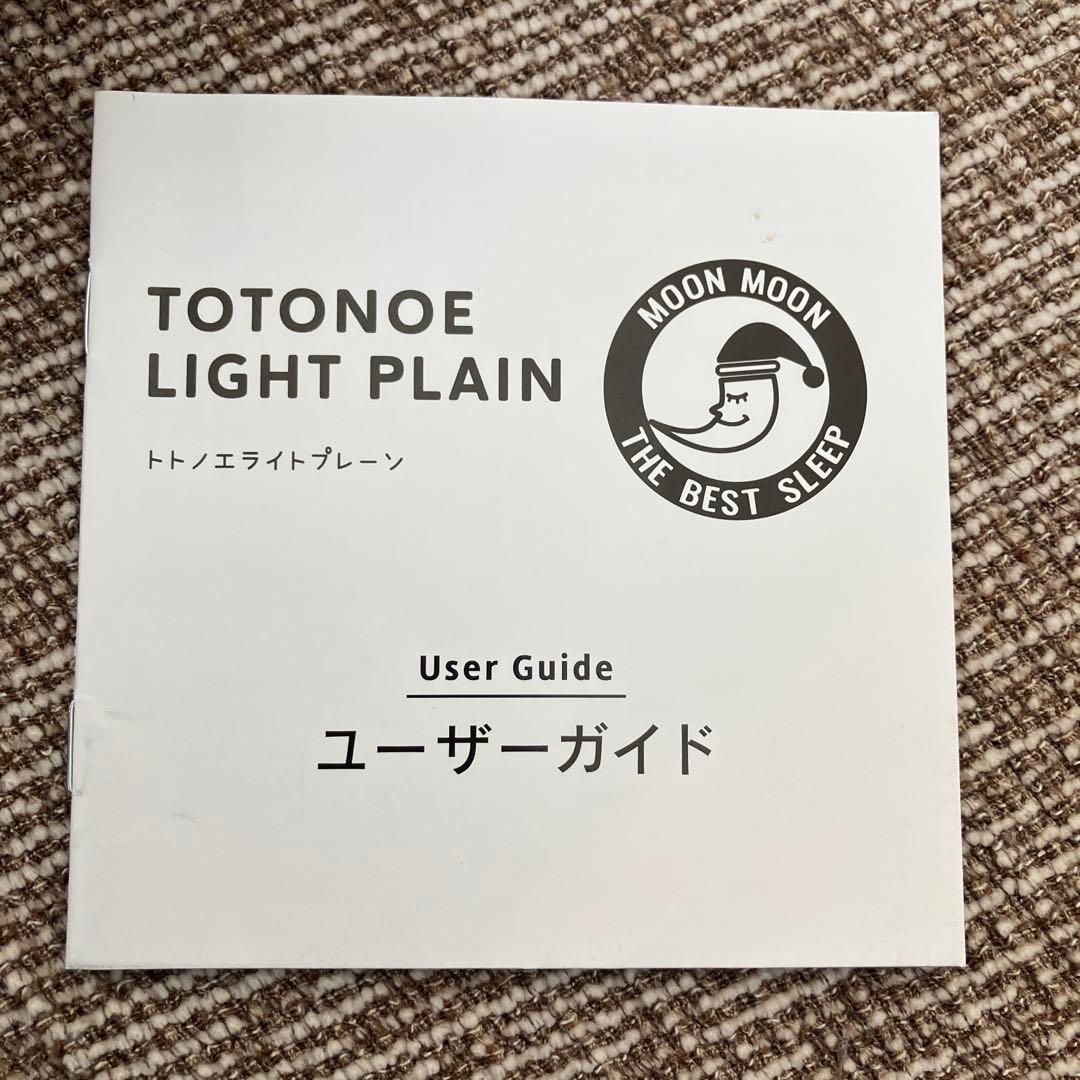 TOTONOE
LIGHT PLAIN
トトノエライトプレーン
MOON MOON
THE BEST SLEEP
User Guide
ユーザーガイド